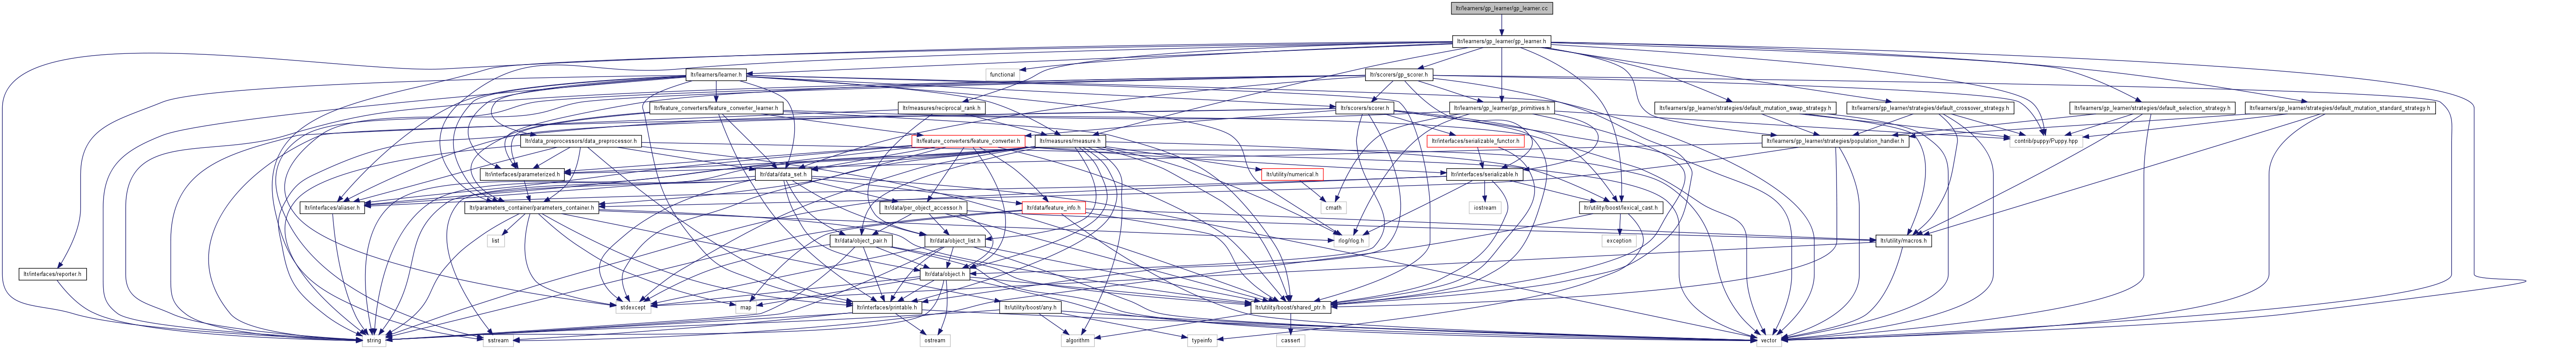 ltr/learners/gp_learner/gp_learner.cc
ltr/learners/gp_learner/gp_learner.h
functional
ltr/learners/learner.h
ltr/scorers/gp_scorer.h
ltr/feature_converters/feature_converter_learner.h
ltr/measures/reciprocal_rank.h
ltr/scorers/scorer.h
ltr/learners/gp_learner/gp_primitives.h
ltr/learners/gp_learner/strategies/default_mutation_swap_strategy.h
ltr/learners/gp_learner/strategies/default_crossover_strategy.h
ltr/learners/gp_learner/strategies/default_selection_strategy.h
ltr/learners/gp_learner/strategies/default_mutation_standard_strategy.h
ltr/data_preprocessors/data_preprocessor.h
ltr/feature_converters/feature_converter.h
ltr/measures/measure.h
ltr/interfaces/serializable_functor.h
ltr/learners/gp_learner/strategies/population_handler.h
contrib/puppy/Puppy.hpp
ltr/interfaces/parameterized.h
ltr/data/data_set.h
ltr/utility/numerical.h
ltr/interfaces/serializable.h
ltr/interfaces/aliaser.h
ltr/parameters_container/parameters_container.h
ltr/data/per_object_accessor.h
ltr/data/feature_info.h
cmath
iostream
ltr/utility/boost/lexical_cast.h
list
ltr/data/object_pair.h
ltr/data/object_list.h
rlog/rlog.h
exception
ltr/utility/macros.h
ltr/interfaces/reporter.h
ltr/data/object.h
stdexcept
map
ltr/interfaces/printable.h
ltr/utility/boost/any.h
ltr/utility/boost/shared_ptr.h
string
sstream
ostream
algorithm
typeinfo
cassert
vector